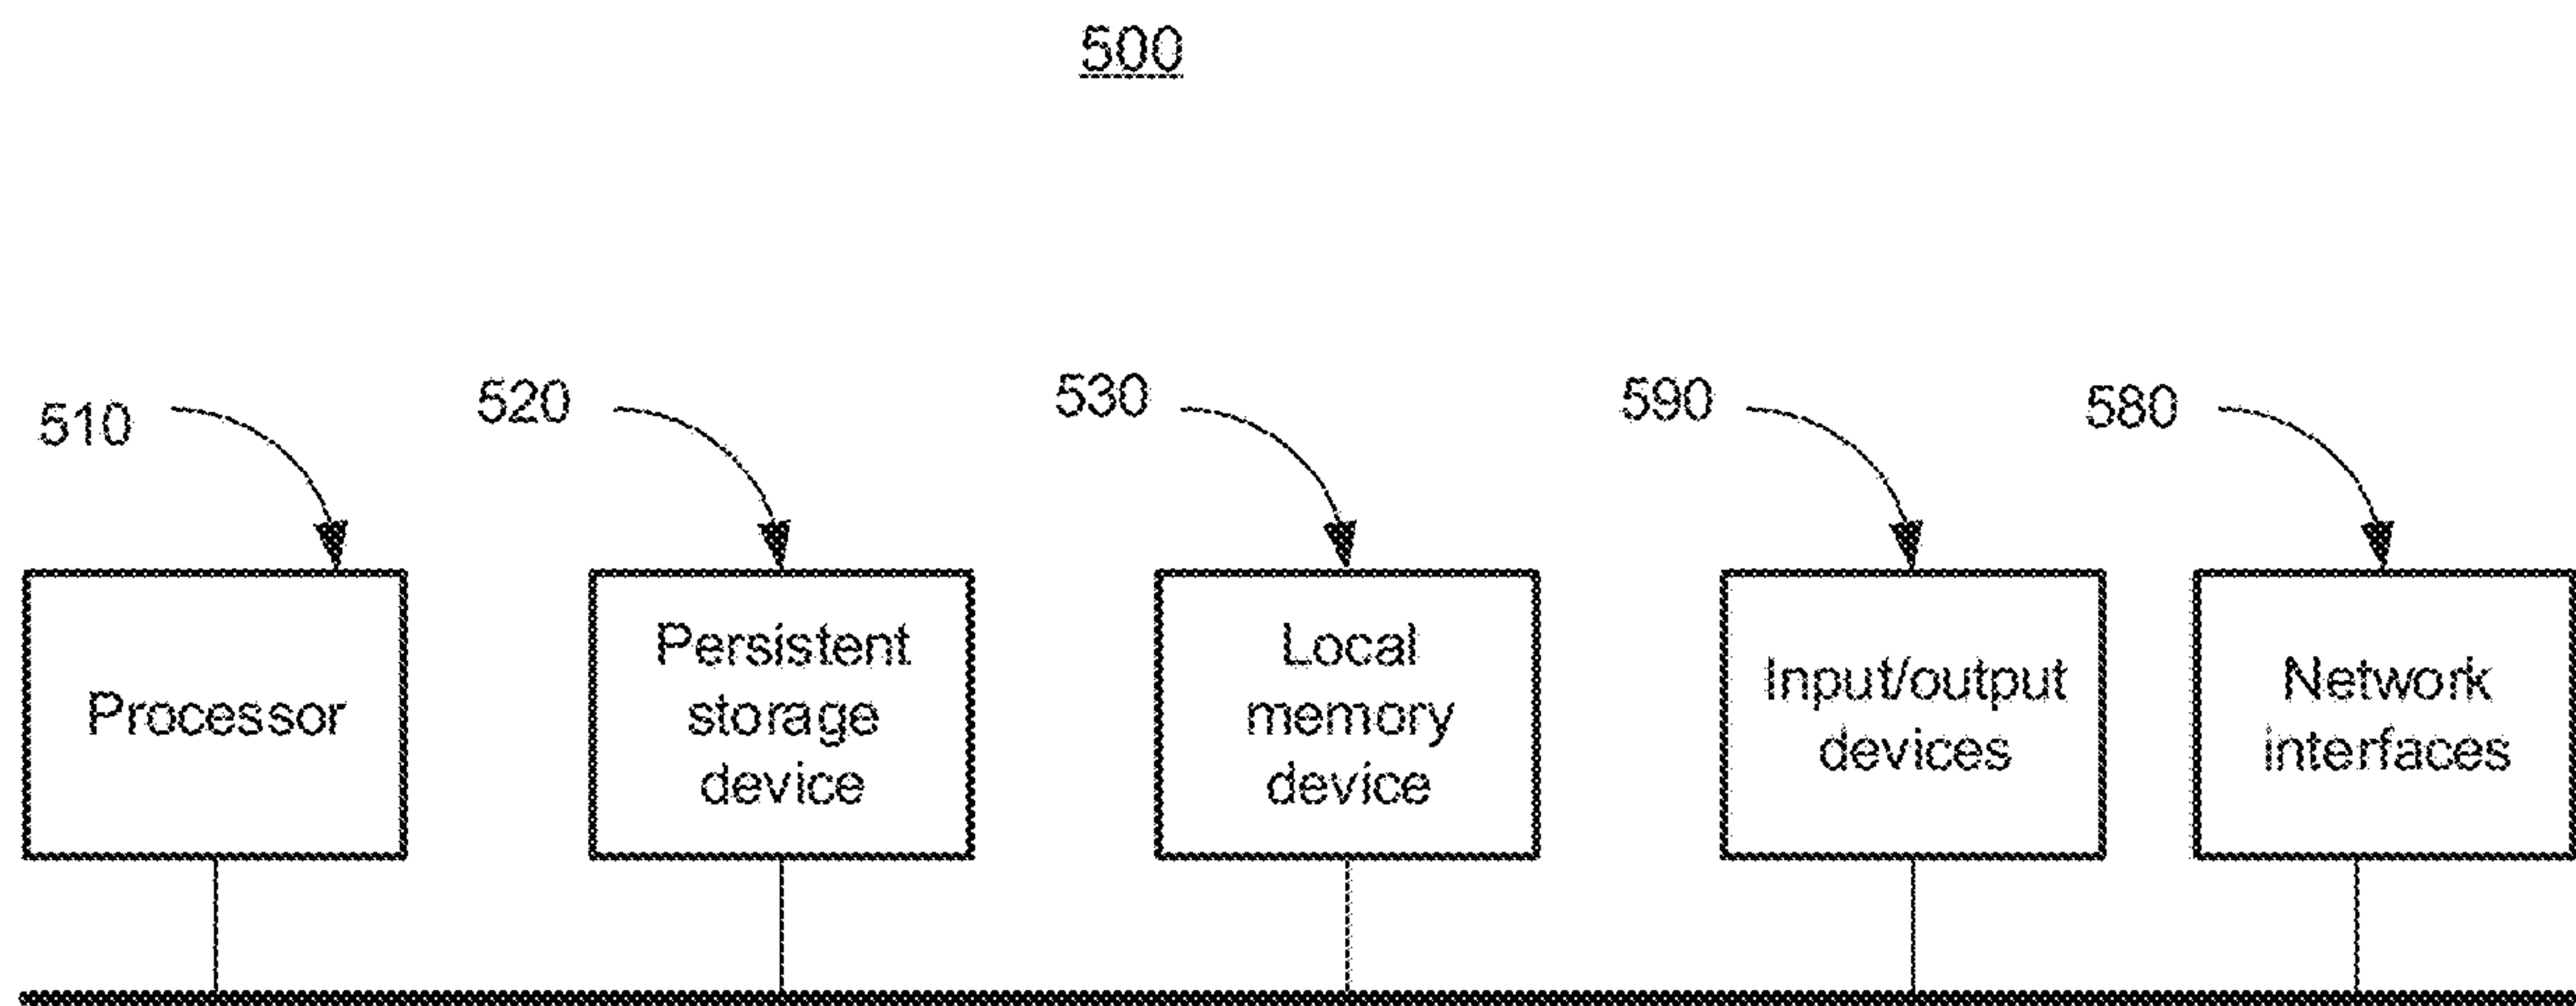 500
510
520
530
590
580
Processor
Persistent
storage
device
Local
memory
device
Input/output
devices
Network
interfaces